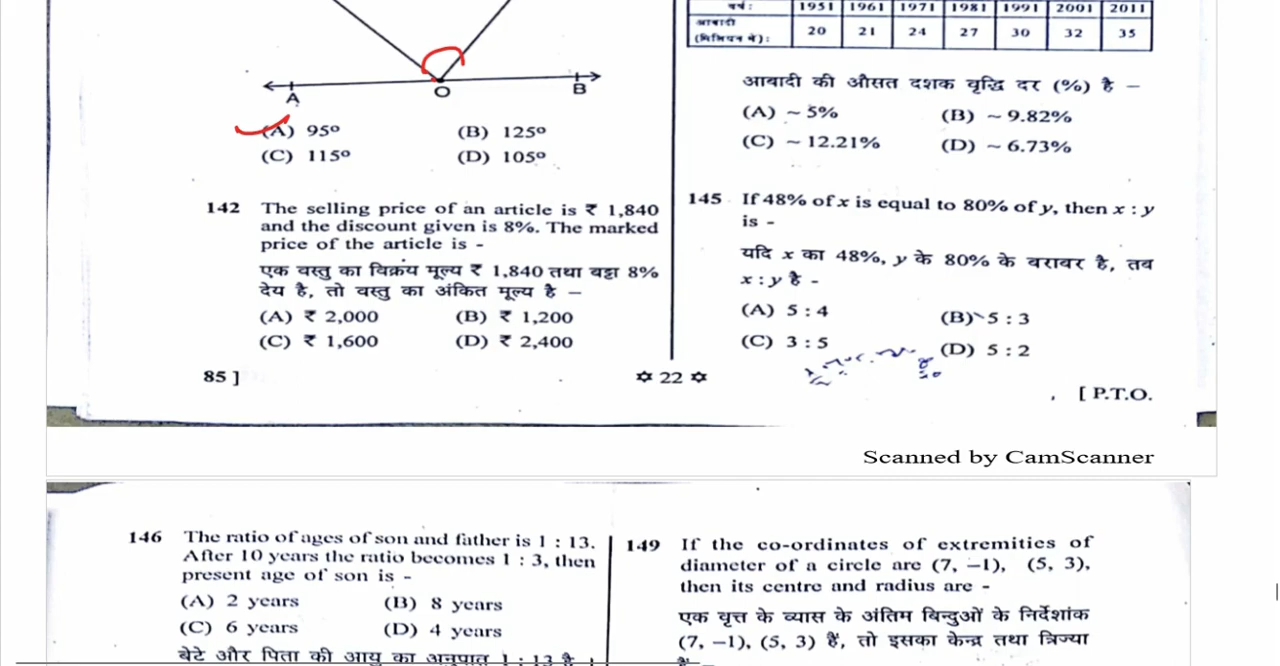 A
O
B
(A) 95° (B) 125°
(C) 115° (D) 105°
142 The selling price of an article is ₹ 1,840
and the discount given is 8%. The marked
price of the article is -
एक वस्तु का विक्रय मूल्य ₹ 1,840 तथा बट्टा 8%
देय है, तो वस्तु का अंकित मूल्य है –
(A) ₹ 2,000 (B) ₹ 1,200
(C) ₹ 1,600 (D) ₹ 2,400
85 ]
✡ 22 ✡
वर्ष : 1951 1961 1971 1981 1991 2001 2011
आबादी
(मिलियन में) : 20 21 24 27 30 32 35
आबादी की औसत दशक वृद्धि दर (%) है –
(A) ~ 5% (B) ~ 9.82%
(C) ~ 12.21% (D) ~ 6.73%
145 If 48% of x is equal to 80% of y, then x : y
is -
यदि x का 48%, y के 80% के बराबर है, तब
x : y है -
(A) 5 : 4 (B) 5 : 3
(C) 3 : 5 (D) 5 : 2
[ P.T.O.
Scanned by CamScanner
146 The ratio of ages of son and father is 1 : 13.
After 10 years the ratio becomes 1 : 3, then
present age of son is -
(A) 2 years (B) 8 years
(C) 6 years (D) 4 years
बेटे और पिता की आयु का अनुपात 1 : 13 है ।
149 If the co-ordinates of extremities of
diameter of a circle are (7, –1), (5, 3),
then its centre and radius are -
एक वृत्त के व्यास के अंतिम बिन्दुओं के निर्देशांक
(7, –1), (5, 3) हैं, तो इसका केन्द्र तथा त्रिज्या